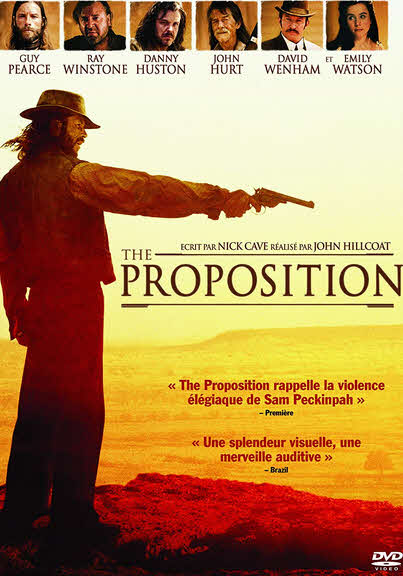 GUY PEARCE
RAY WINSTONE
DANNY HUSTON
JOHN HURT
DAVID WENHAM
ET
EMILY WATSON
ECRIT PAR NICK CAVE RÉALISÉ PAR JOHN HILLCOAT
THE
PROPOSITION
« The Proposition rappelle la violence
élégiaque de Sam Peckinpah »
– Première
« Une splendeur visuelle, une
merveille auditive »
– Brazil
DVD
VIDEO